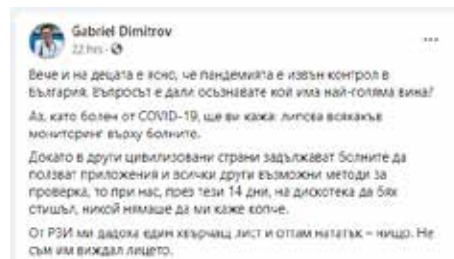 Gabriel Dimitrov
22 hrs ·
Вече и на децата е ясно, че пандемията е извън контрол в
България. Въпросът е дали осъзнавате кой има най-голяма вина?
Аз, като болен от COVID-19, ще ви кажа: липсва всякакъв
мониторинг върху болните.
Докато в други цивилизовани страни задължават болните да
ползват приложения и всички други възможни методи за
проверка, то при нас, през тези 14 дни, на дискотека да бях
стишъл, никой нямаше да ми каже копче.
От РЗИ ми дадоха един хвърчащ лист и оттам нататък – нищо. Не
съм им виждал лицето.